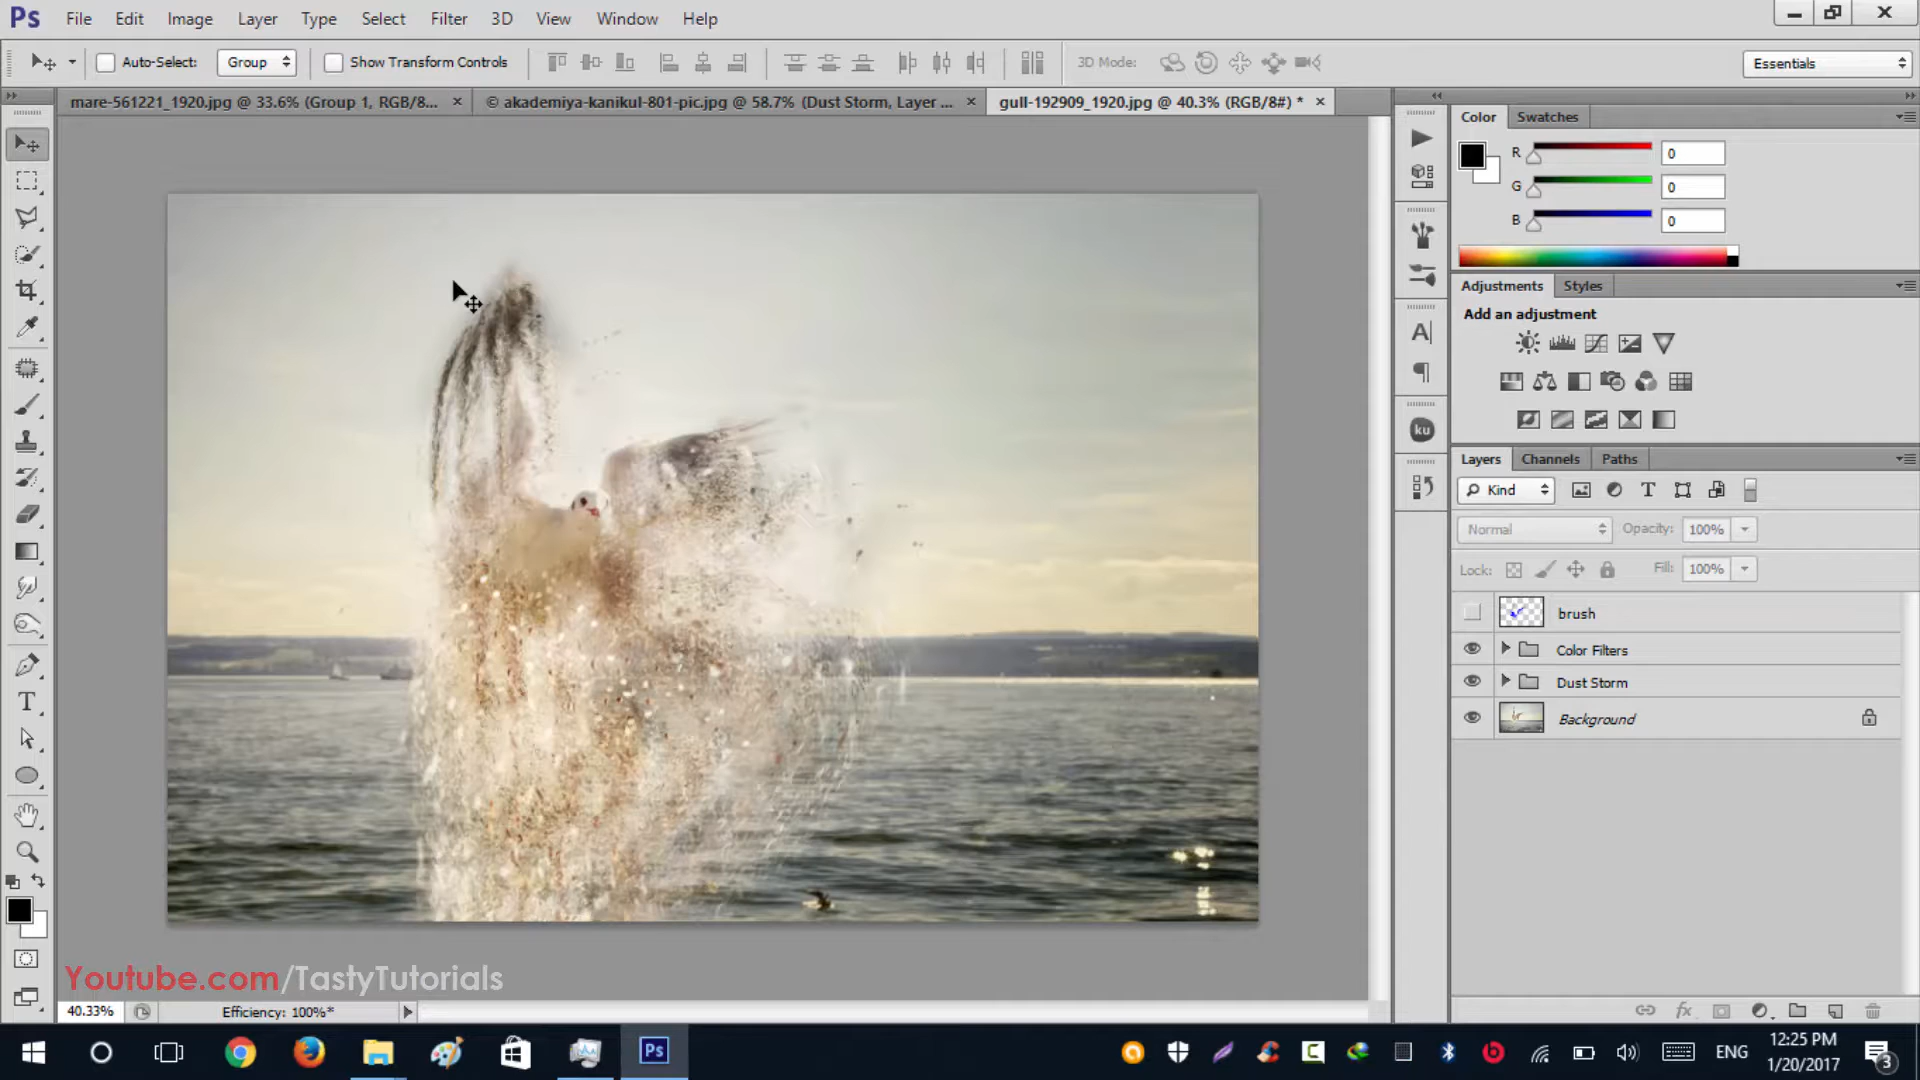 Ps File Edit Image Layer Type Select Filter 3D View Window Help
Auto-Select: Group Show Transform Controls 3D Mode: Essentials
mare-561221_1920.jpg @ 33.6% (Group 1, RGB/8... × © akademiya-kanikul-801-pic.jpg @ 58.7% (Dust Storm, Layer ... × gull-192909_1920.jpg @ 40.3% (RGB/8#) * ×
Color Swatches
R 0
G 0
B 0
Adjustments Styles
Add an adjustment
ku
Layers Channels Paths
Kind
Normal Opacity: 100%
Lock: Fill: 100%
brush
Color Filters
Dust Storm
Background
Youtube.com/TastyTutorials
40.33% Efficiency: 100%*
Ps
ENG
12:25 PM
1/20/2017
3